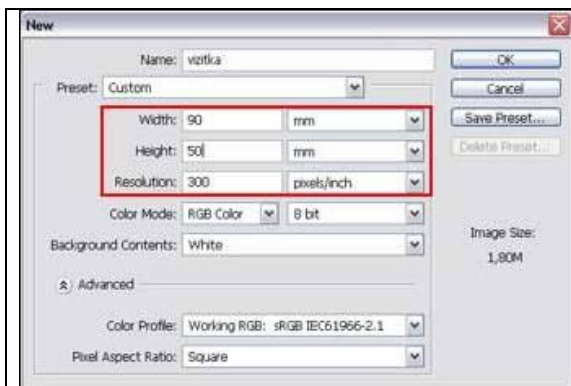 New
Name: vizitka
OK
Preset: Custom
Cancel
Width: 90 mm
Save Preset...
Height: 50 mm
Delete Preset...
Resolution: 300 pixels/inch
Color Mode: RGB Color 8 bit
Image Size:
Background Contents: White
1,80M
Advanced
Color Profile: Working RGB: sRGB IEC61966-2.1
Pixel Aspect Ratio: Square